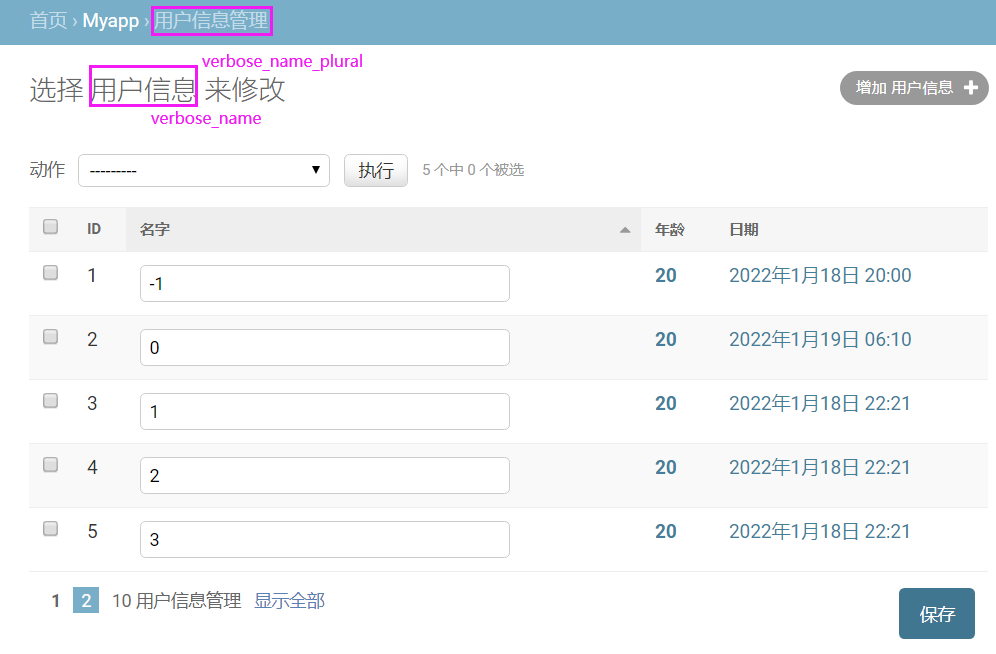 首页 › Myapp › 用户信息管理
verbose_name_plural
选择 用户信息 来修改
增加 用户信息 +
verbose_name
动作 --------- 执行 5 个中 0 个被选
ID 名字 年龄 日期
1 -1 20 2022年1月18日 20:00
2 0 20 2022年1月19日 06:10
3 1 20 2022年1月18日 22:21
4 2 20 2022年1月18日 22:21
5 3 20 2022年1月18日 22:21
1 2 10 用户信息管理 显示全部
保存